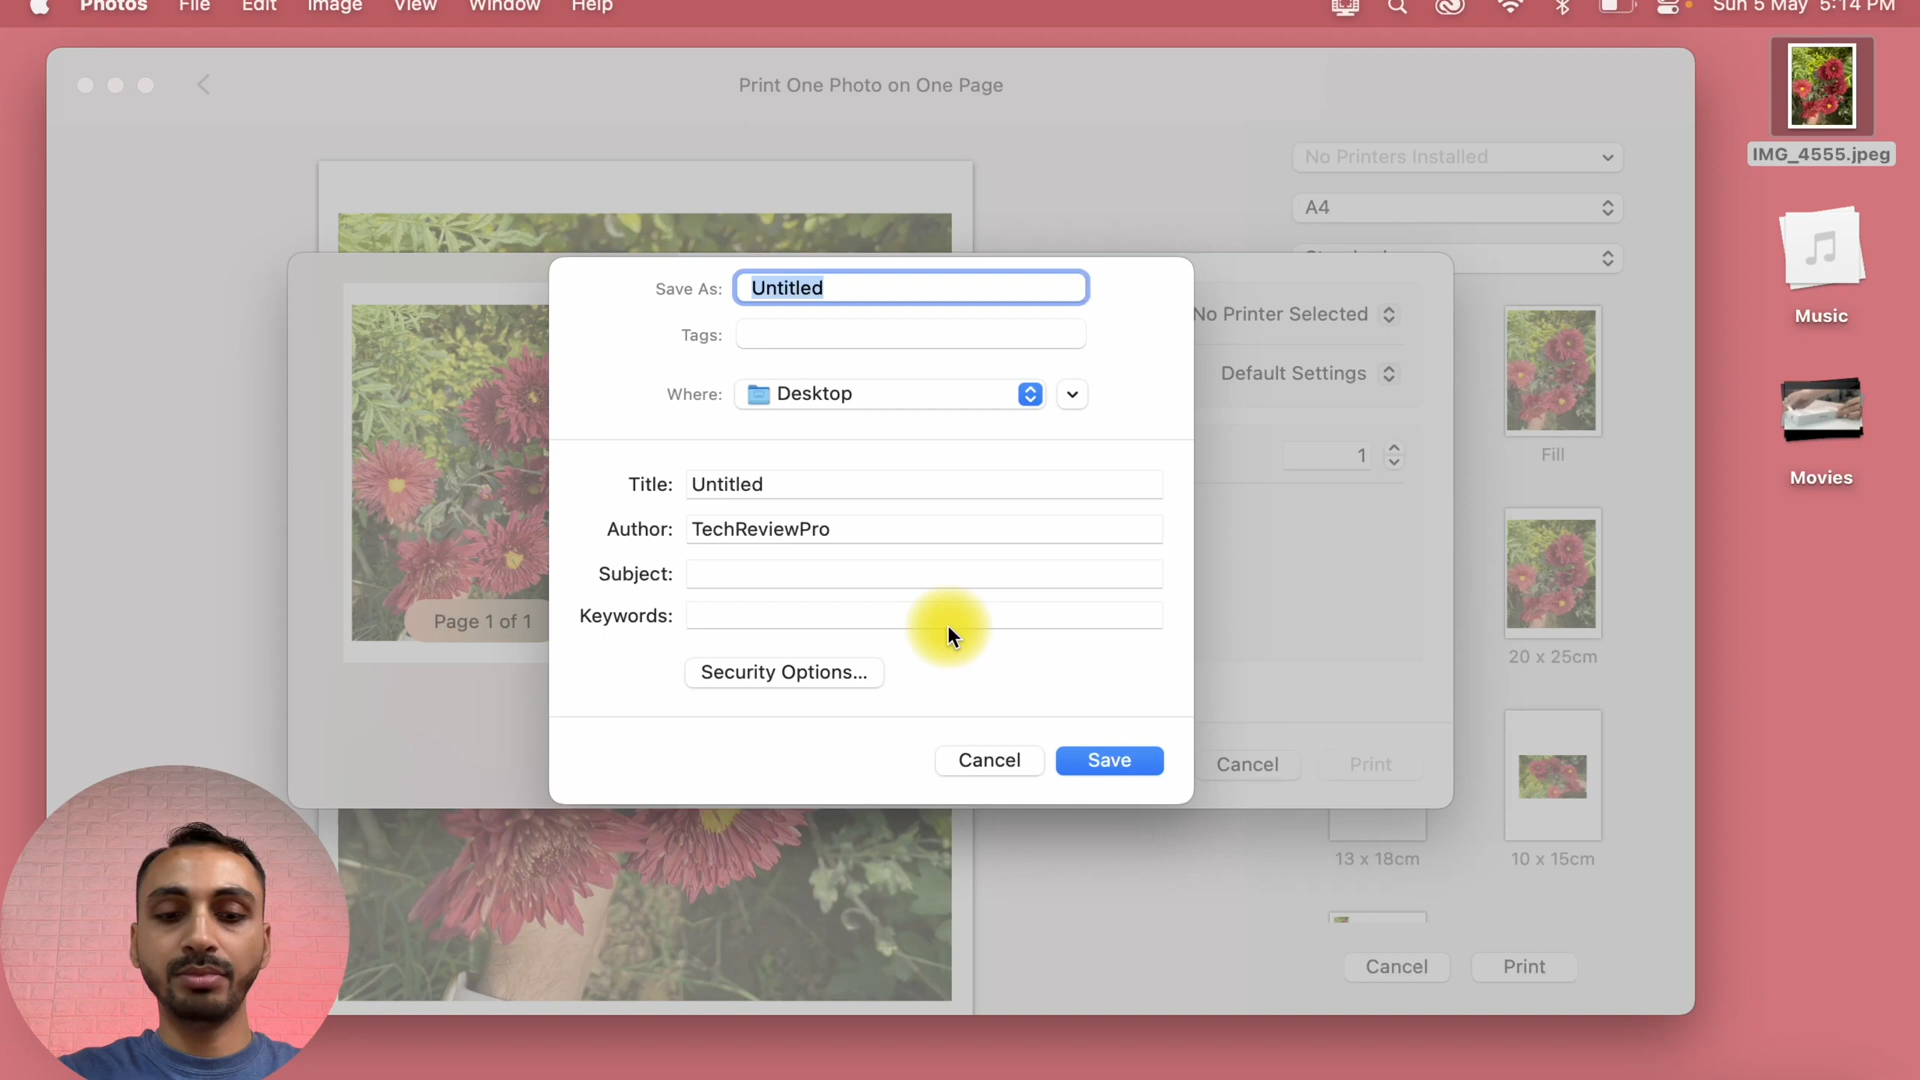 Photos File Edit Image View Window Help
Sun 5 May 5:14 PM
Print One Photo on One Page
IMG_4555.jpeg
No Printers Installed
A4
Save As: Untitled
Tags:
Where: Desktop
No Printer Selected
Default Settings
Music
Movies
1
Fill
Title: Untitled
Author: TechReviewPro
Subject:
Keywords:
Page 1 of 1
20 x 25cm
Security Options...
Cancel Save
Cancel Print
13 x 18cm
10 x 15cm
Cancel Print